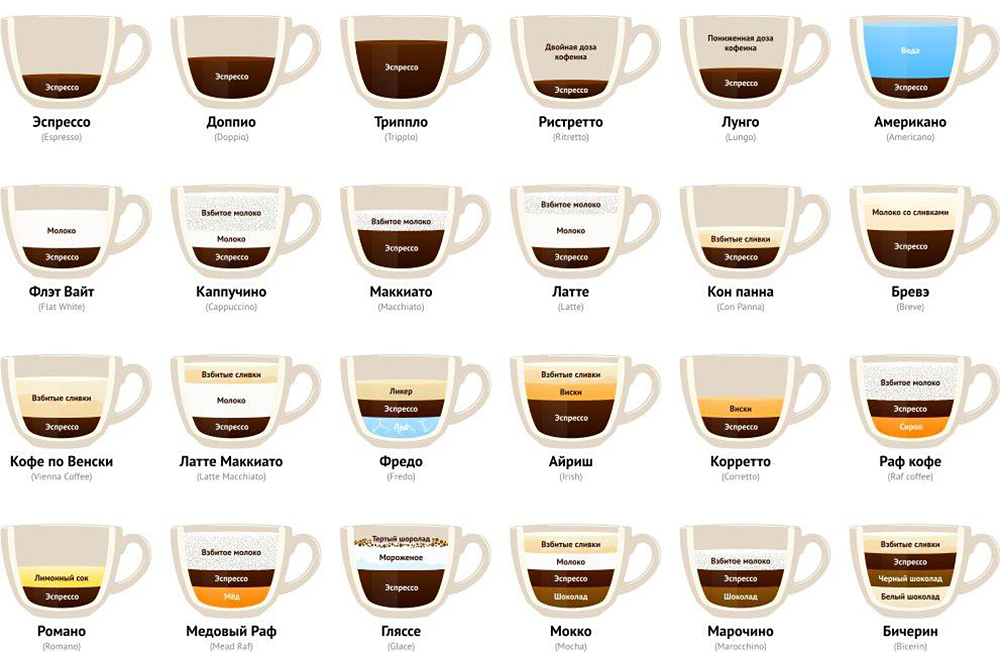 Эспрессо
Эспрессо
(Espresso)
Эспрессо
Доппио
(Doppio)
Эспрессо
Триппло
(Tripplo)
Двойная доза
кофеина
Эспрессо
Ристретто
(Ritretto)
Пониженная доза
кофеина
Эспрессо
Лунго
(Lungo)
Вода
Эспрессо
Американо
(Americano)
Молоко
Эспрессо
Флэт Вайт
(Flat White)
Взбитое молоко
Молоко
Эспрессо
Каппучино
(Cappuccino)
Взбитое молоко
Эспрессо
Маккиато
(Macchiato)
Взбитое молоко
Молоко
Эспрессо
Латте
(Latte)
Взбитые сливки
Эспрессо
Кон панна
(Con Panna)
Молоко со сливками
Эспрессо
Бревэ
(Breve)
Взбитые сливки
Эспрессо
Кофе по Венски
(Vienna Coffee)
Взбитые сливки
Молоко
Эспрессо
Латте Маккиато
(Latte Macchiato)
Ликер
Эспрессо
Лёд
Фредо
(Fredo)
Взбитые сливки
Виски
Эспрессо
Айриш
(Irish)
Виски
Эспрессо
Корретто
(Corretto)
Взбитое молоко
Эспрессо
Сироп
Раф кофе
(Raf coffee)
Лимонный сок
Эспрессо
Романо
(Romano)
Взбитое молоко
Эспрессо
Мёд
Медовый Раф
(Mead Raf)
Тертый шоколад
Мороженое
Эспрессо
Гляссе
(Glace)
Взбитые сливки
Молоко
Эспрессо
Шоколад
Мокко
(Mocha)
Взбитое молоко
Эспрессо
Шоколад
Марочино
(Marocchino)
Взбитые сливки
Эспрессо
Черный шоколад
Белый шоколад
Бичерин
(Bicerin)